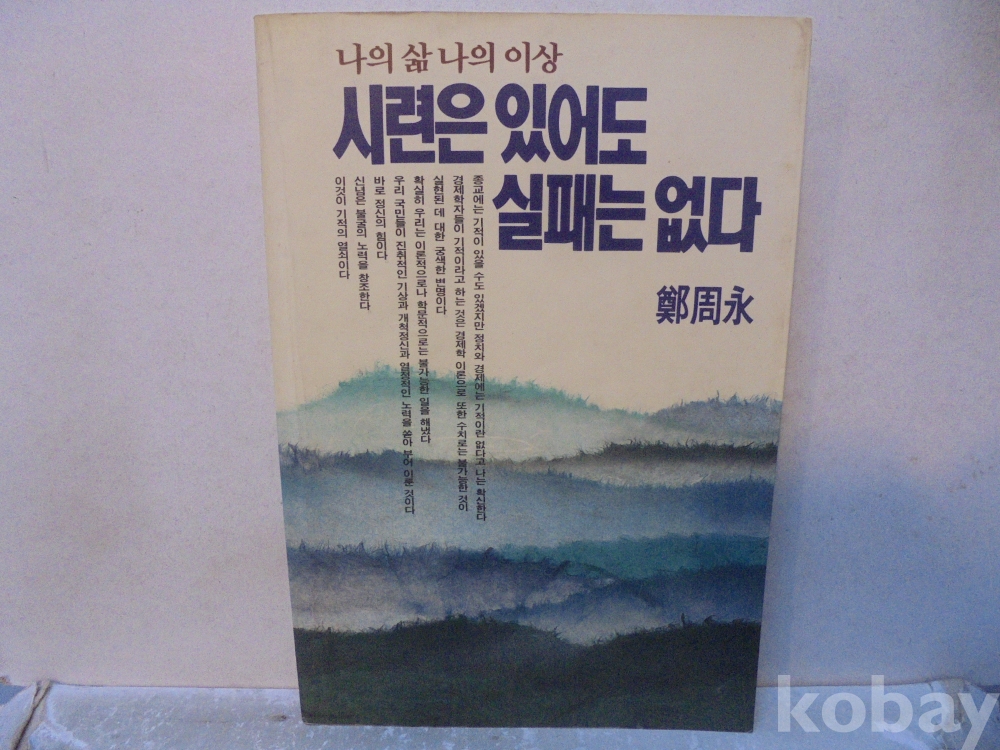 나의 삶 나의 이상
시련은 있어도
실패는 없다
鄭周永
종교에는 기적이 있을 수도 있겠지만 정치와 경제에는 기적이란 없다고 나는 확신한다
경제학자들이 기적이라고 하는 것은 경제학 이론으로 또한 수치로는 불가능한 것이
실현된 데 대한 궁색한 변명이다
확실히 우리는 이론적으로나 학문적으로는 불가능한 일을 해냈다
우리 국민들이 진취적인 기상과 개척정신과 열정적인 노력을 쏟아 부어 이룬 것이다
바로 정신의 힘이다
신념은 불굴의 노력을 창조한다
이것이 기적의 열쇠이다
kobay